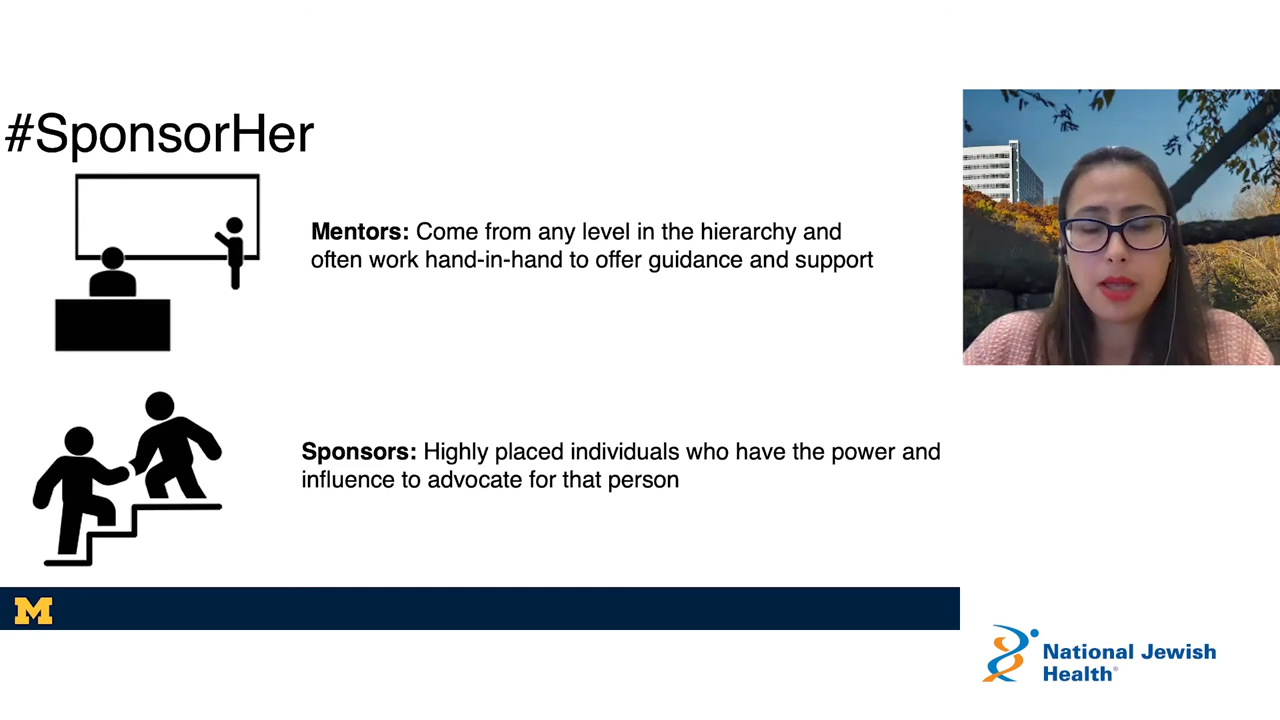 #SponsorHer
Mentors: Come from any level in the hierarchy and
often work hand-in-hand to offer guidance and support
Sponsors: Highly placed individuals who have the power and
influence to advocate for that person
M
National Jewish
Health®